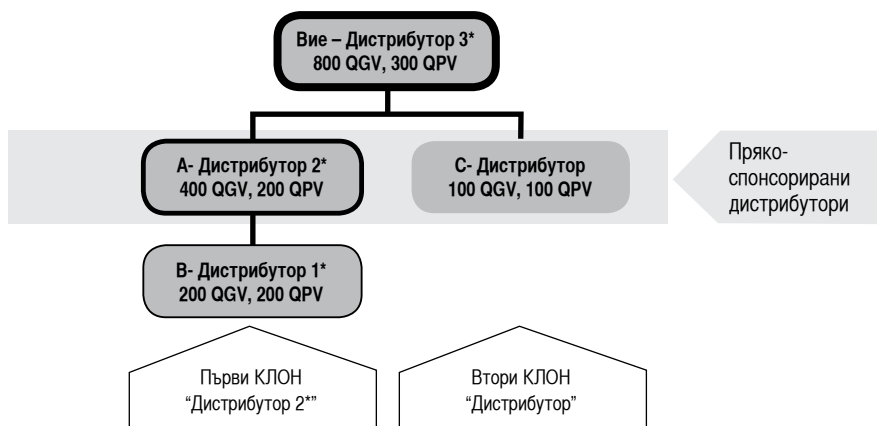 Вие – Дистрибутор 3*
800 QGV, 300 QPV
А- Дистрибутор 2*
400 QGV, 200 QPV
С- Дистрибутор
100 QGV, 100 QPV
Пряко-
спонсорирани
дистрибутори
В- Дистрибутор 1*
200 QGV, 200 QPV
Първи КЛОН
“Дистрибутор 2*”
Втори КЛОН
“Дистрибутор”